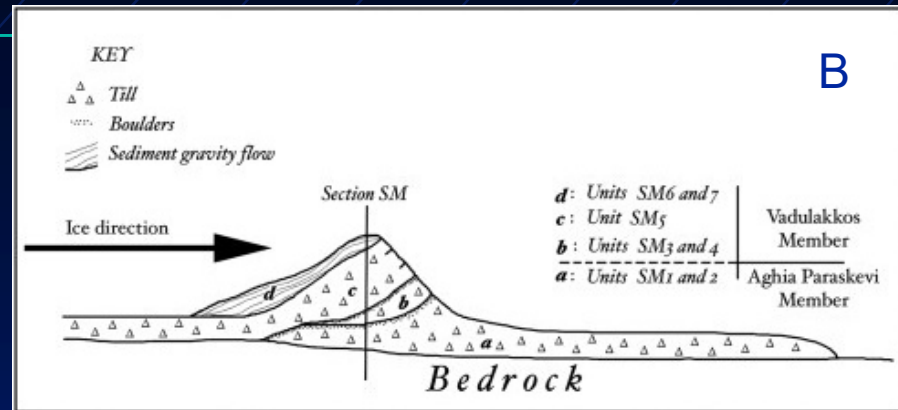 KEY
Till
Boulders
Sediment gravity flow
B
Section SM
Ice direction
d: Units SM6 and 7
c: Unit SM5
b: Units SM3 and 4
a: Units SM1 and 2
Vadulakkos
Member
Aghia Paraskevi
Member
d
c
b
a
Bedrock